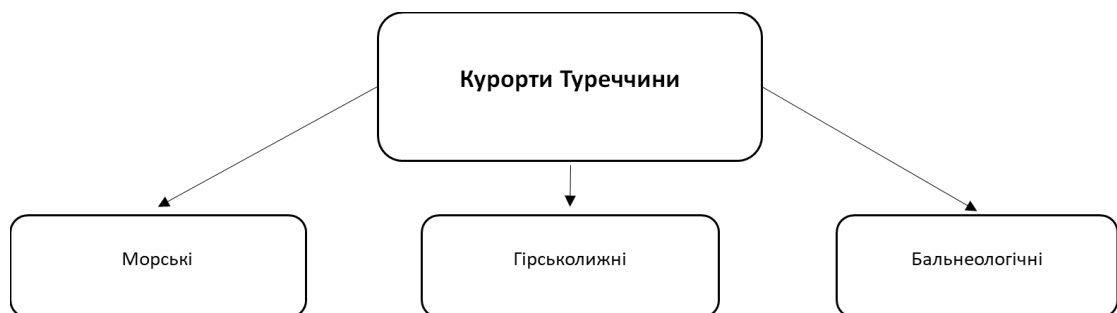 Курорти Туреччини
Морські
Гірськолижні
Бальнеологічні